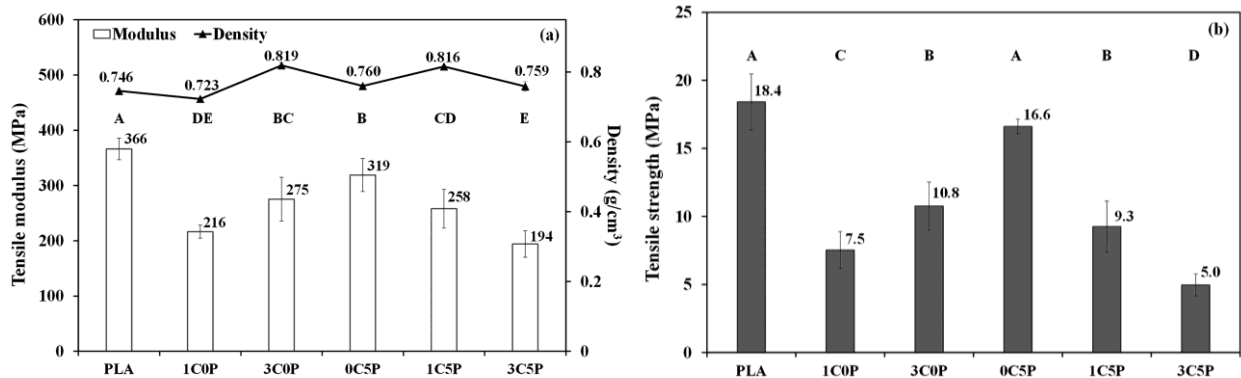 600
500
400
300
200
100
0
Tensile modulus (MPa)
Modulus
Density
(a)
0.746
0.723
0.819
0.760
0.816
0.759
A
DE
BC
B
CD
E
366
216
275
319
258
194
0.8
0.6
0.4
0.2
0
Density (g/cm³)
PLA
1C0P
3C0P
0C5P
1C5P
3C5P
25
20
15
10
5
0
Tensile strength (MPa)
(b)
A
C
B
A
B
D
18.4
7.5
10.8
16.6
9.3
5.0
PLA
1C0P
3C0P
0C5P
1C5P
3C5P